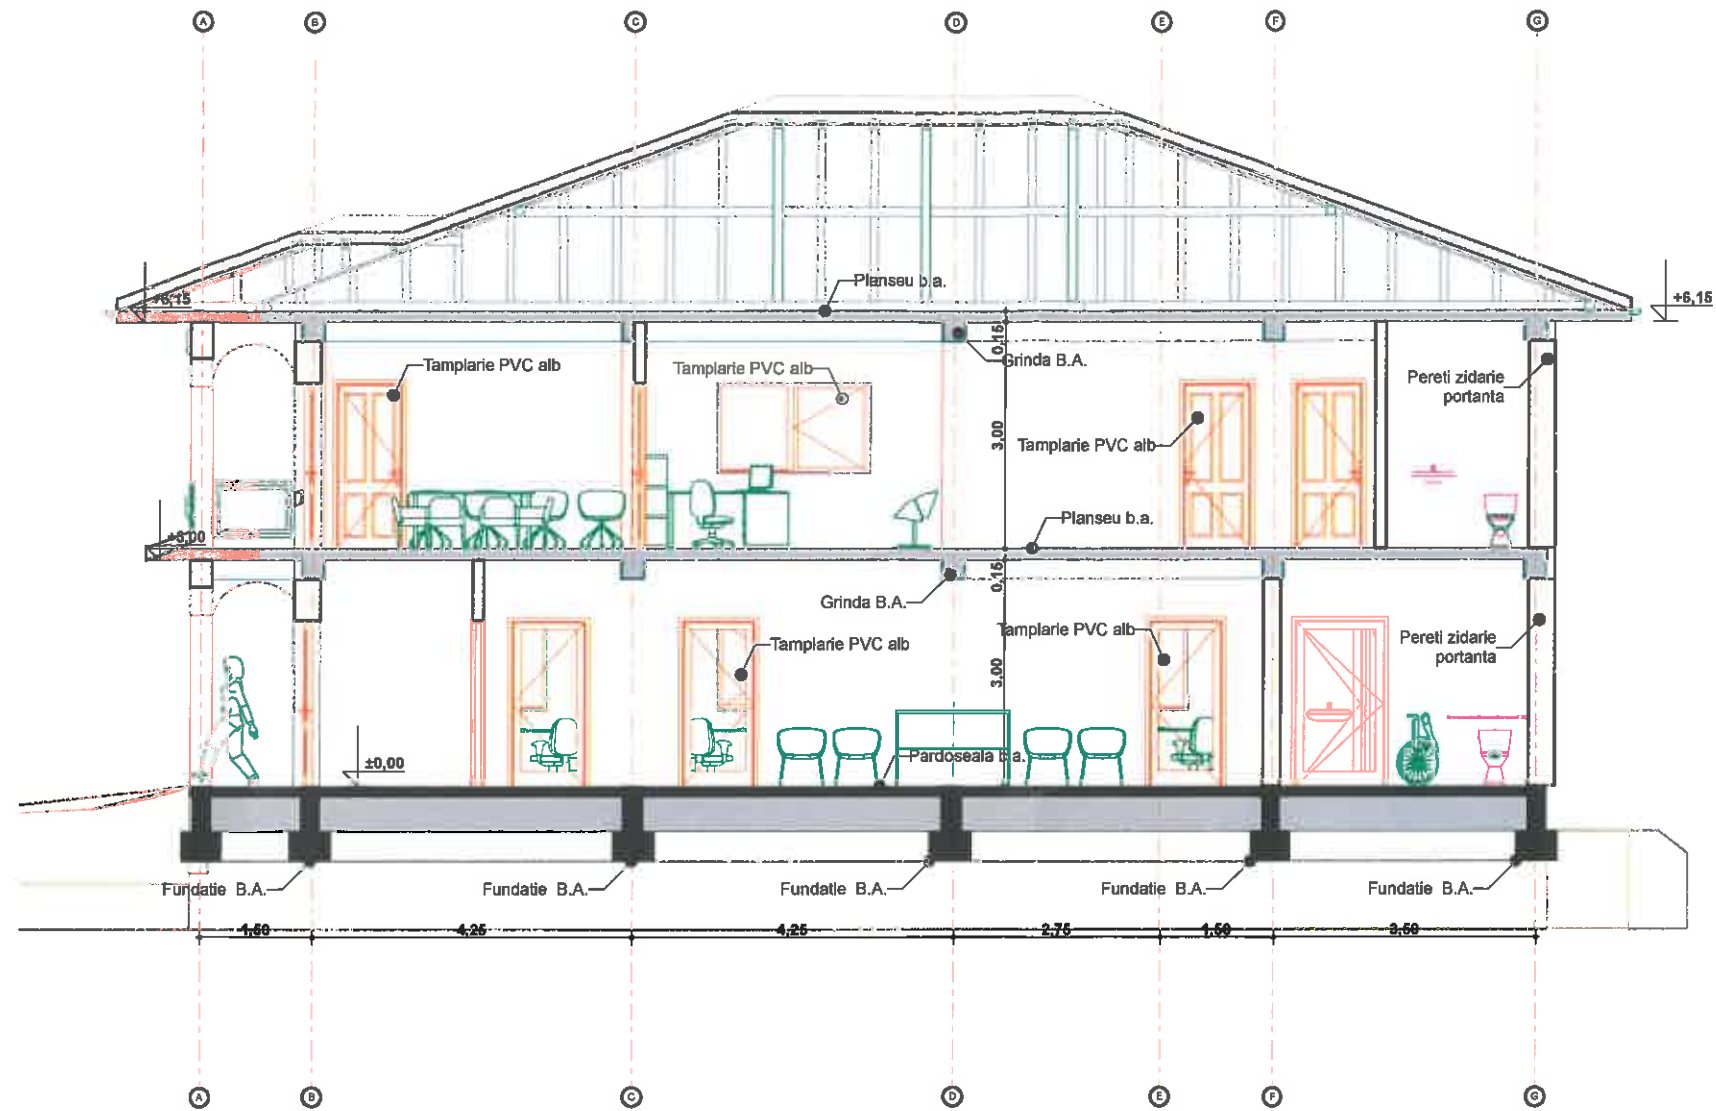 A B C D E F G
Planseu b.a.
+6,15
+6,15
0,15
Grinda B.A.
Tamplarie PVC alb
Tamplarie PVC alb
Pereti zidarie
portanta
3,00
Tamplarie PVC alb
Planseu b.a.
+3,00
0,15
Grinda B.A.
Tamplarie PVC alb
Tamplarie PVC alb
Pereti zidarie
portanta
3,00
±0,00
Pardoseala b.a.
Fundatie B.A.
Fundatie B.A.
Fundatie B.A.
Fundatie B.A.
Fundatie B.A.
1,50 4,25 4,25 2,75 1,50 3,50
A B C D E F G